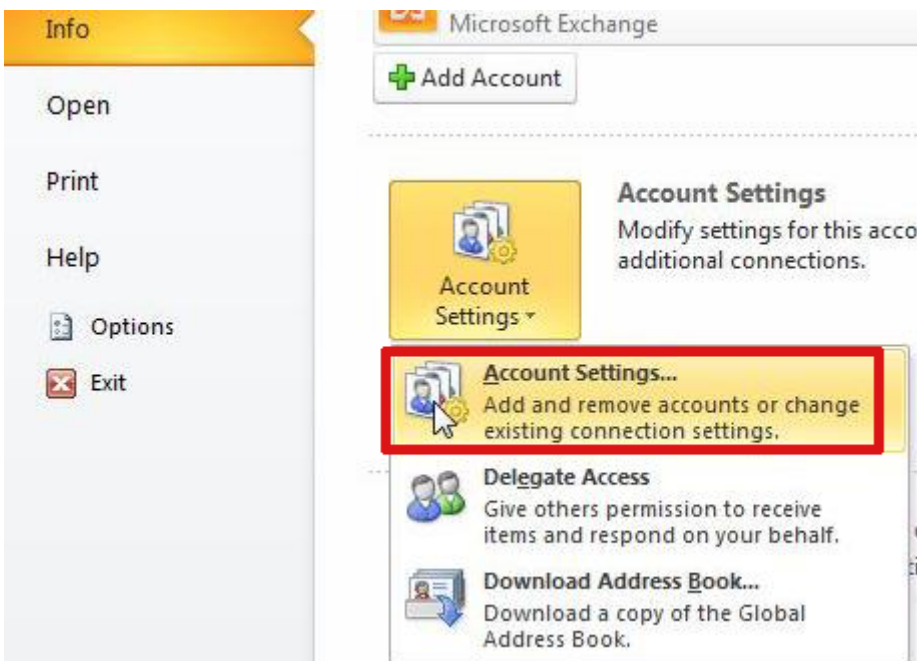 Info
Open
Print
Help
Options
Exit
Microsoft Exchange
Add Account
Account
Settings
Account Settings
Modify settings for this acco
additional connections.
Account Settings...
Add and remove accounts or change
existing connection settings.
Delegate Access
Give others permission to receive
items and respond on your behalf.
Download Address Book...
Download a copy of the Global
Address Book.